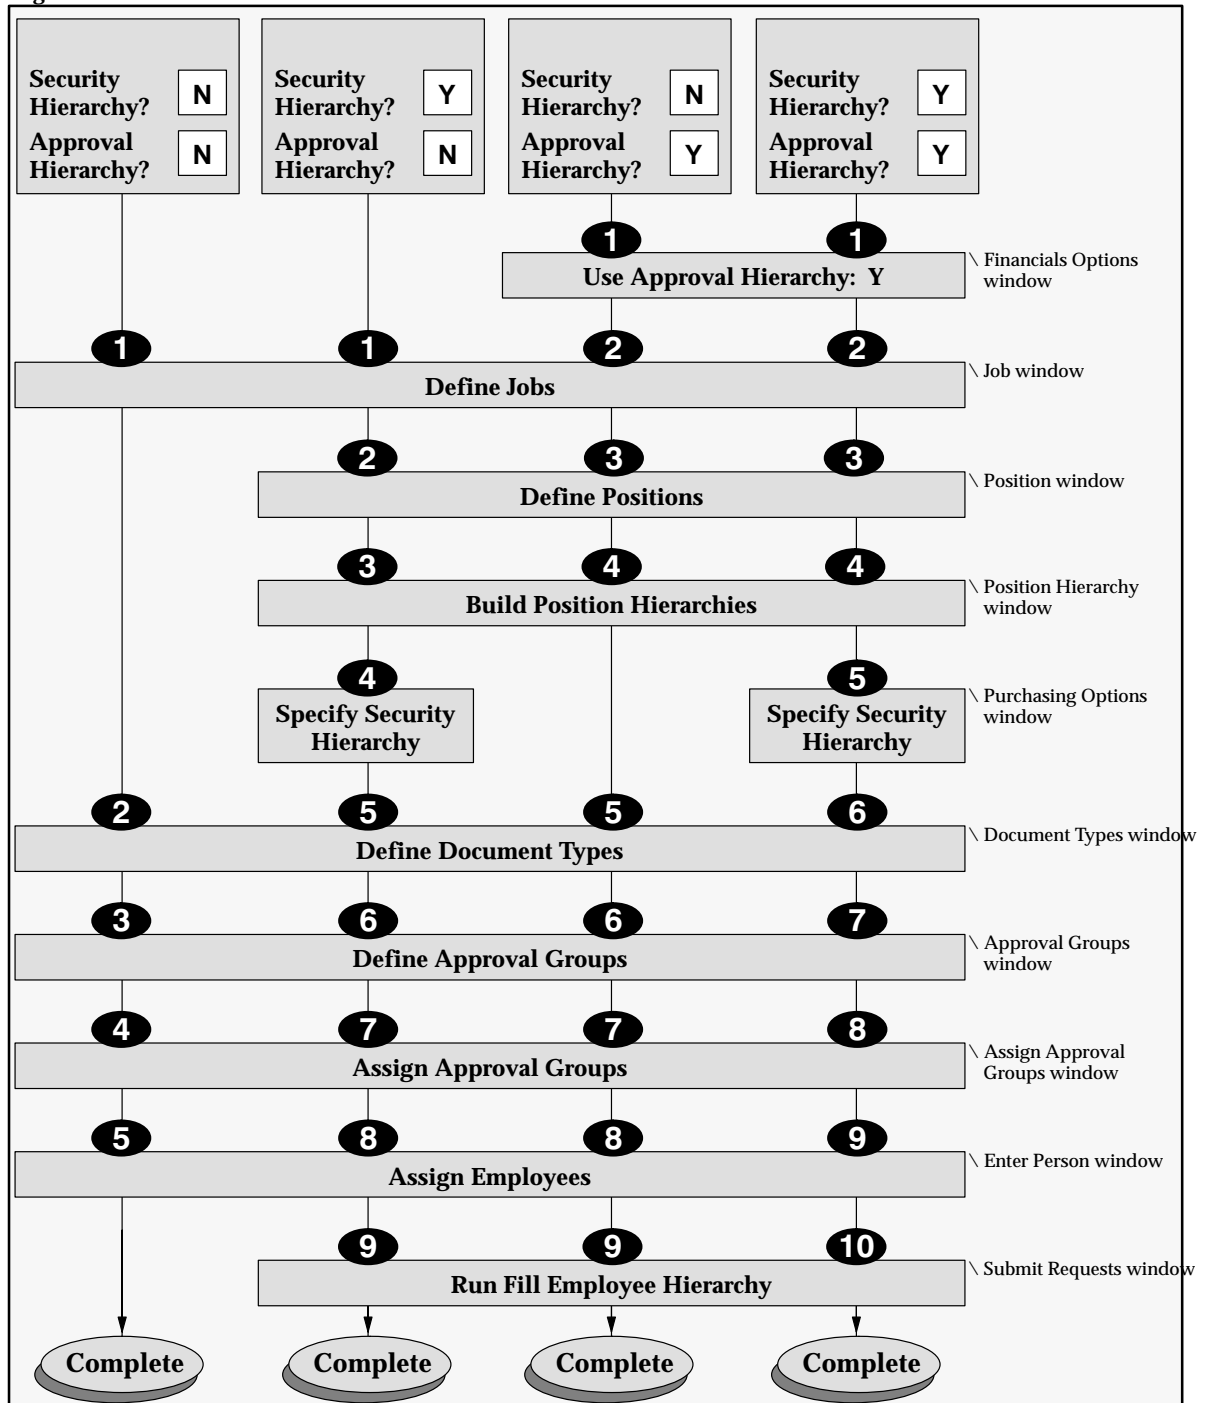 Security
Hierarchy?
N
Approval
Hierarchy?
N
Security
Hierarchy?
Y
Approval
Hierarchy?
N
Security
Hierarchy?
N
Approval
Hierarchy?
Y
Security
Hierarchy?
Y
Approval
Hierarchy?
Y
1 1
Use Approval Hierarchy: Y
\ Financials Options
window
1 1 2 2
Define Jobs
\ Job window
2 3 3
Define Positions
\ Position window
3 4 4
Build Position Hierarchies
\ Position Hierarchy
window
4 5
Specify Security
Hierarchy
Specify Security
Hierarchy
\ Purchasing Options
window
2 5 5 6
Define Document Types
\ Document Types window
3 6 6 7
Define Approval Groups
\ Approval Groups
window
4 7 7 8
Assign Approval Groups
\ Assign Approval
Groups window
5 8 8 9
Assign Employees
\ Enter Person window
9 9 10
Run Fill Employee Hierarchy
\ Submit Requests window
Complete Complete Complete Complete